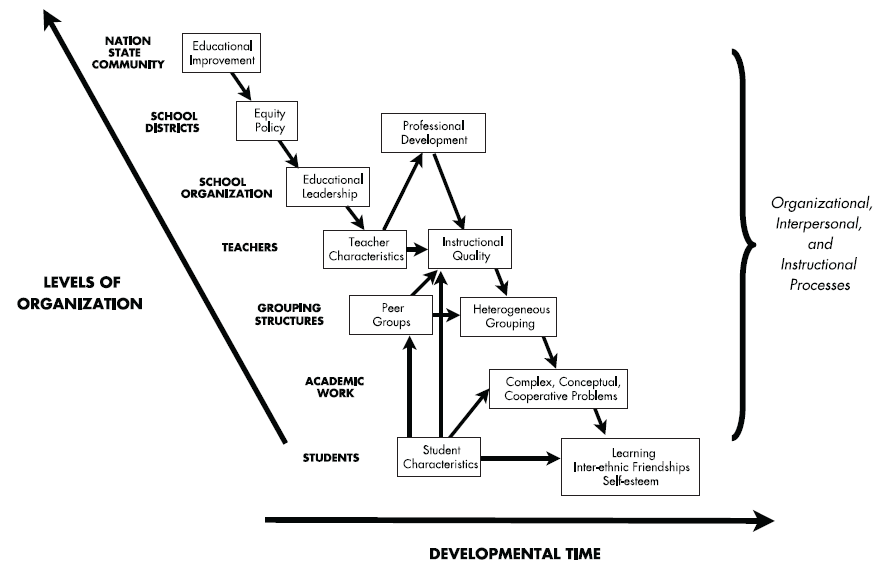 NATION
STATE
COMMUNITY
Educational
Improvement
SCHOOL
DISTRICTS
Equity
Policy
Professional
Development
SCHOOL
ORGANIZATION
Educational
Leadership
TEACHERS
Teacher
Characteristics
Instructional
Quality
Organizational,
Interpersonal,
and
Instructional
Processes
LEVELS OF
ORGANIZATION
GROUPING
STRUCTURES
Peer
Groups
Heterogeneous
Grouping
ACADEMIC
WORK
Complex, Conceptual,
Cooperative Problems
STUDENTS
Student
Characteristics
Learning
Inter-ethnic Friendships
Self-esteem
DEVELOPMENTAL TIME